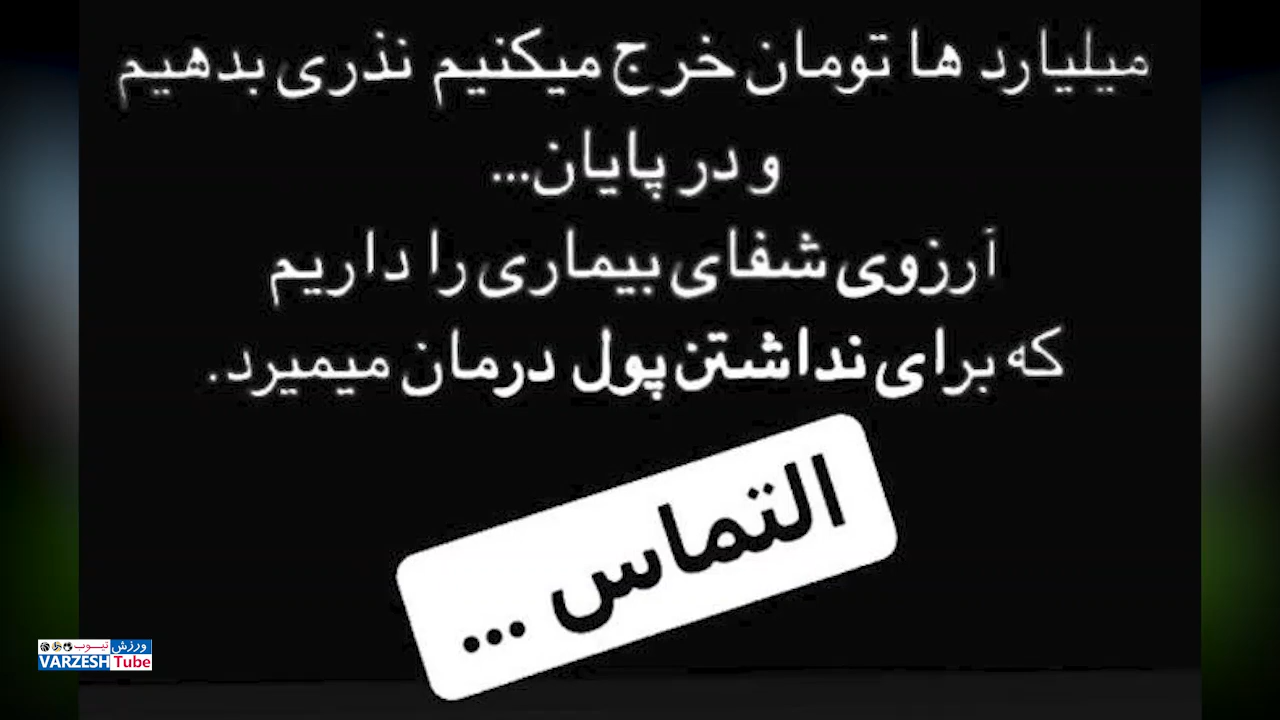 میلیارد ها تومان خرج میکنیم نذری بدهیم
و در پایان...
آرزوی شفای بیماری را داریم
که برای نداشتن پول درمان میمیرد.
التماس ...
ورزش تیوب
VARZESH Tube